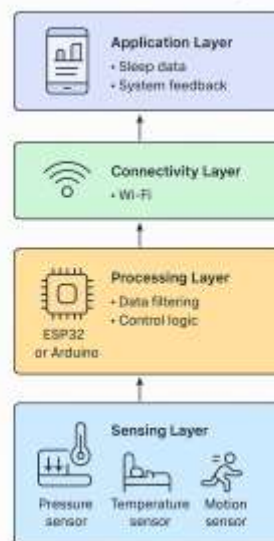 Application Layer
• Sleep data
• System feedback
Connectivity Layer
• Wi-Fi
Processing Layer
• Data filtering
• Control logic
ESP32
or Arduino
Sensing Layer
Pressure
sensor
Temperature
sensor
Motion
sensor